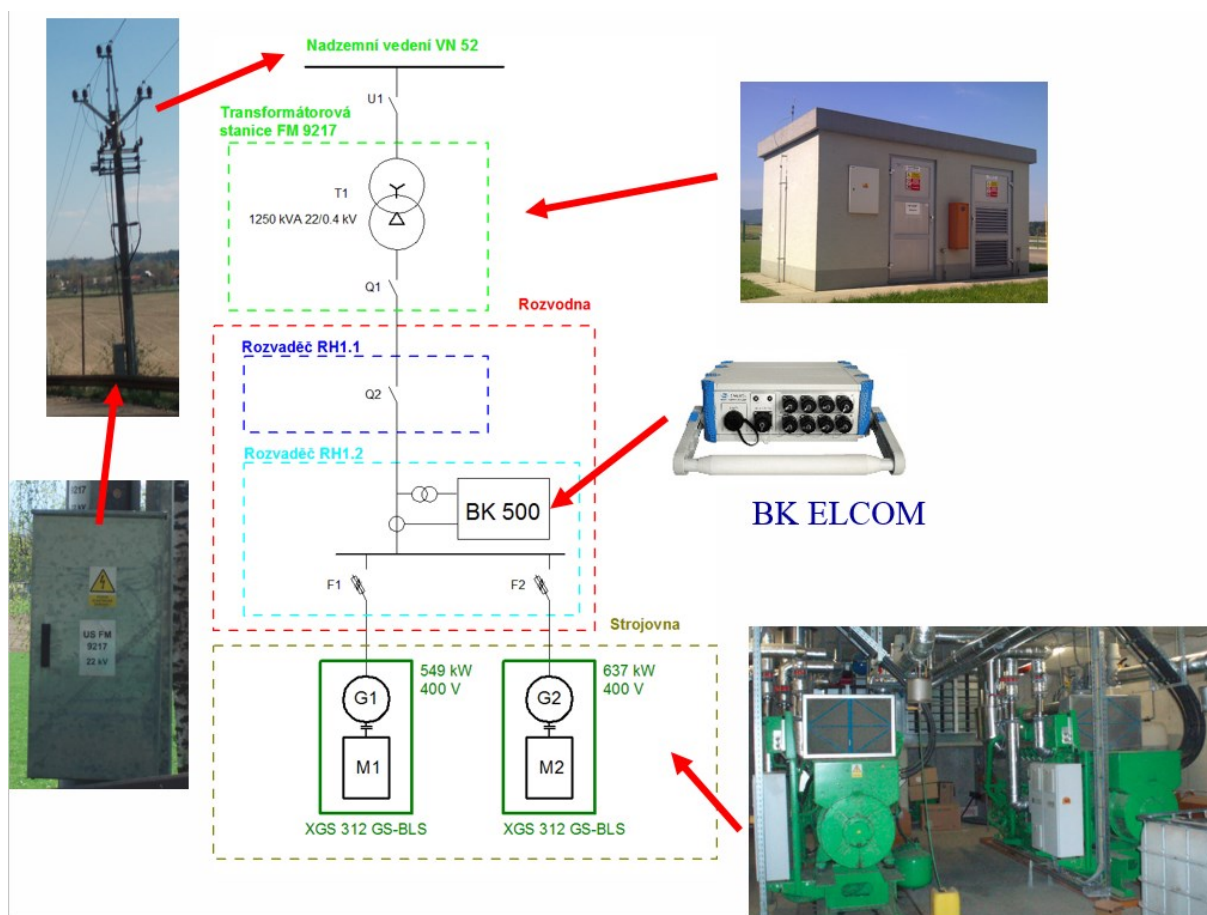 Nadzemní vedení VN 52
U1
Transformátorová
stanice FM 9217
T1
1250 kVA 22/0.4 kV
Q1
Rozvodna
Rozvaděč RH1.1
Q2
Rozvaděč RH1.2
BK 500
BK ELCOM
F1
F2
9217
US FM
9217
22 kV
Strojovna
549 kW
400 V
637 kW
400 V
G1
G2
M1
M2
XGS 312 GS-BLS
XGS 312 GS-BLS